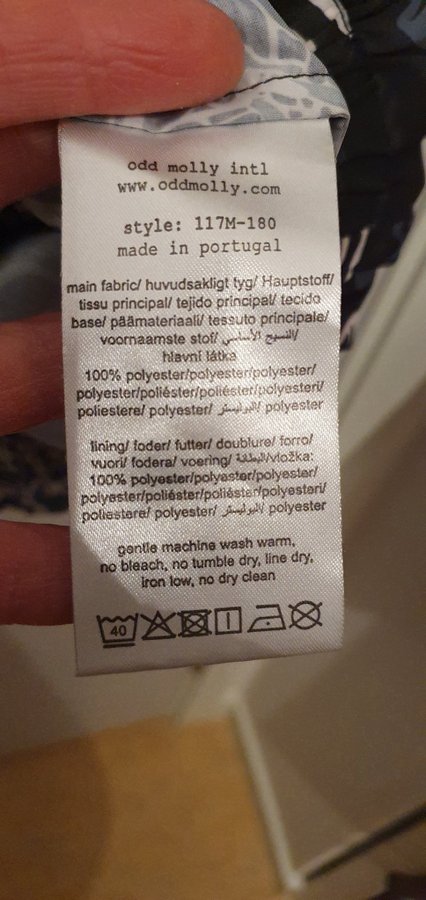 odd molly intl
www.oddmolly.com
style: 117M-180
made in portugal
main fabric/ huvudsakligt tyg/ Hauptstoff/
tissu principal/ tejido principal/ tecido
base/ päämateriaali/ tessuto principale/
voornaamste stof/ النسيج الأساسي/
hlavní látka
100% polyester/polyester/polyester/
polyester/poliéster/poliéster/polyesteri/
poliestere/ polyester/ البوليستر/ polyester
lining/ foder/ futter/ doublure/ forro/
vuori/ fodera/ voering/ البطانة/vložka:
100% polyester/polyester/polyester/
polyester/poliéster/poliéster/polyesteri/
poliestere/ polyester/ البوليستر/ polyester
gentle machine wash warm,
no bleach, no tumble dry, line dry,
iron low, no dry clean
40